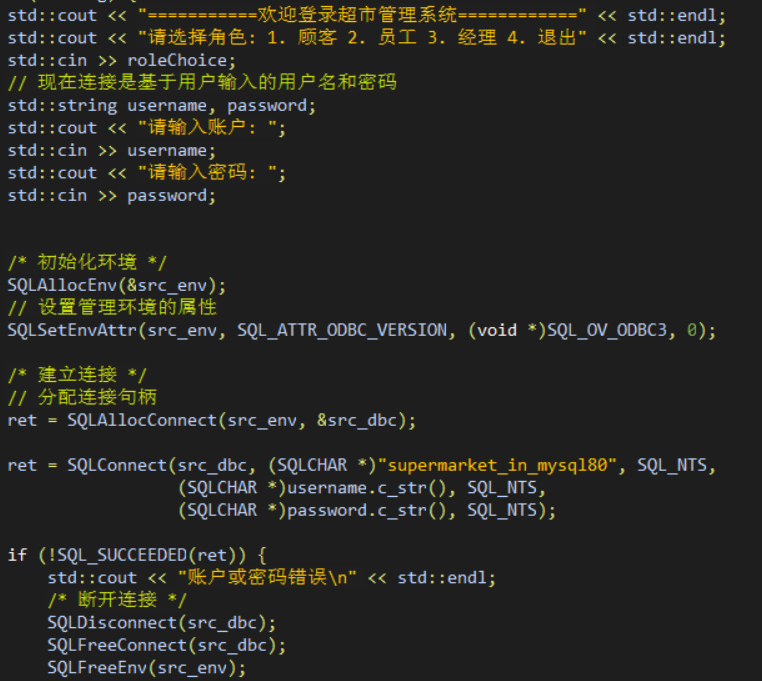 std::cout << "===========欢迎登录超市管理系统============" << std::endl;
std::cout << "请选择角色: 1. 顾客 2. 员工 3. 经理 4. 退出" << std::endl;
std::cin >> roleChoice;
// 现在连接是基于用户输入的用户名和密码
std::string username, password;
std::cout << "请输入账户: ";
std::cin >> username;
std::cout << "请输入密码: ";
std::cin >> password;
/* 初始化环境 */
SQLAllocEnv(&src_env);
// 设置管理环境的属性
SQLSetEnvAttr(src_env, SQL_ATTR_ODBC_VERSION, (void *)SQL_OV_ODBC3, 0);
/* 建立连接 */
// 分配连接句柄
ret = SQLAllocConnect(src_env, &src_dbc);
ret = SQLConnect(src_dbc, (SQLCHAR *)"supermarket_in_mysql80", SQL_NTS,
(SQLCHAR *)username.c_str(), SQL_NTS,
(SQLCHAR *)password.c_str(), SQL_NTS);
if (!SQL_SUCCEEDED(ret)) {
std::cout << "账户或密码错误\n" << std::endl;
/* 断开连接 */
SQLDisconnect(src_dbc);
SQLFreeConnect(src_dbc);
SQLFreeEnv(src_env);